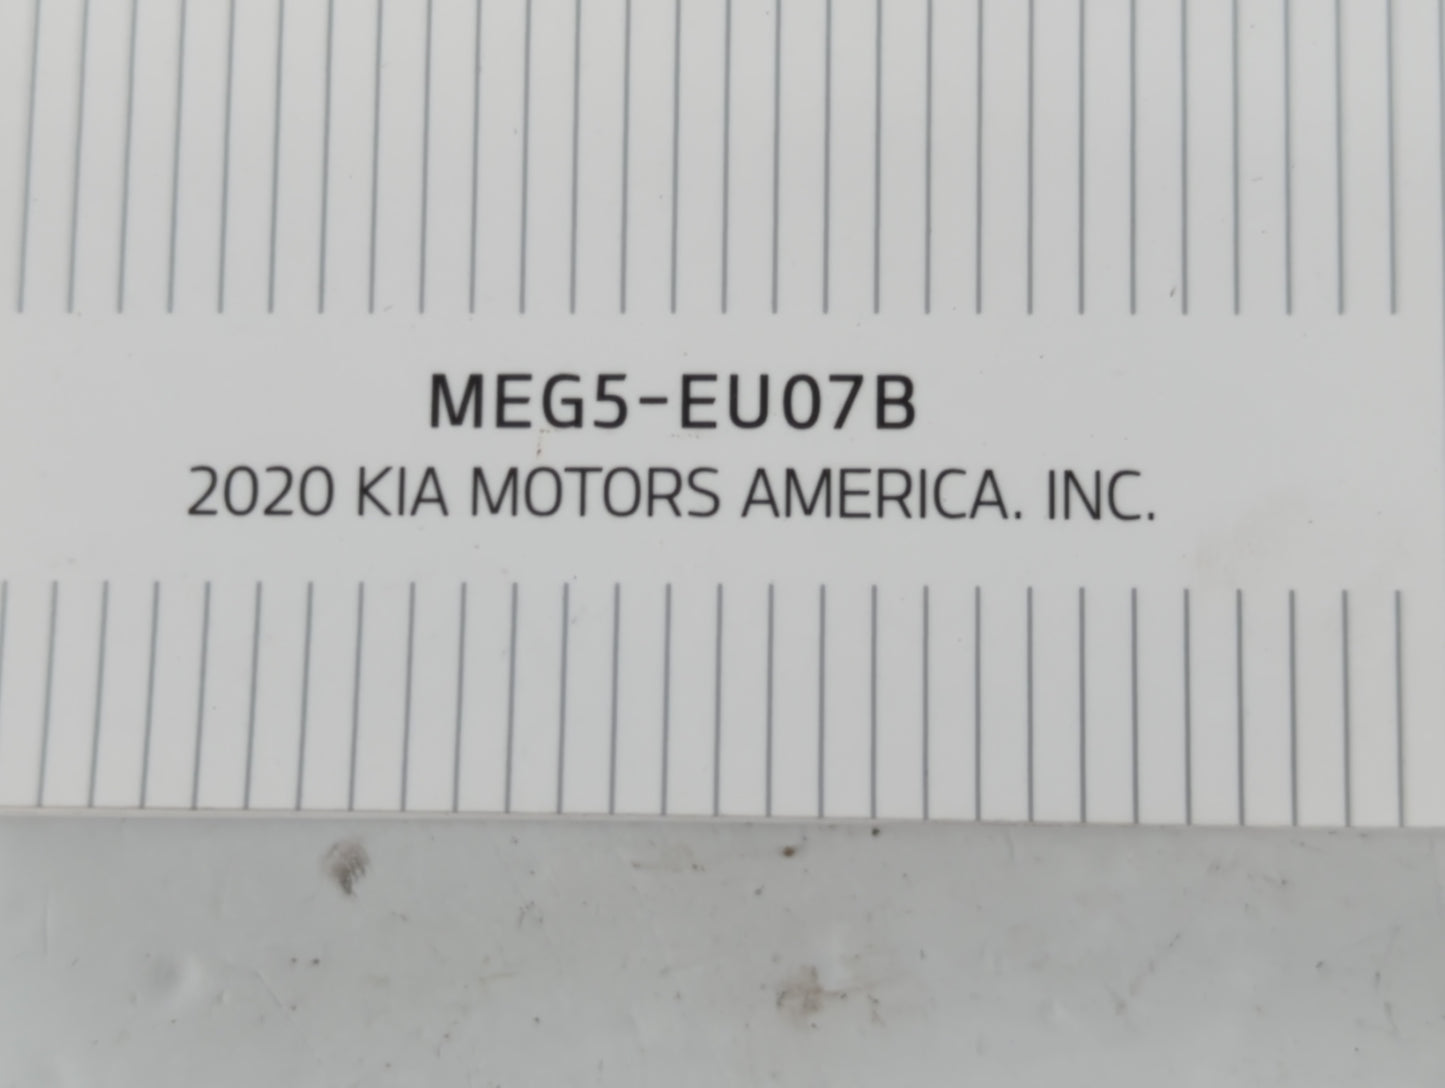 MEG5-EU07B
2020 KIA MOTORS AMERICA. INC.